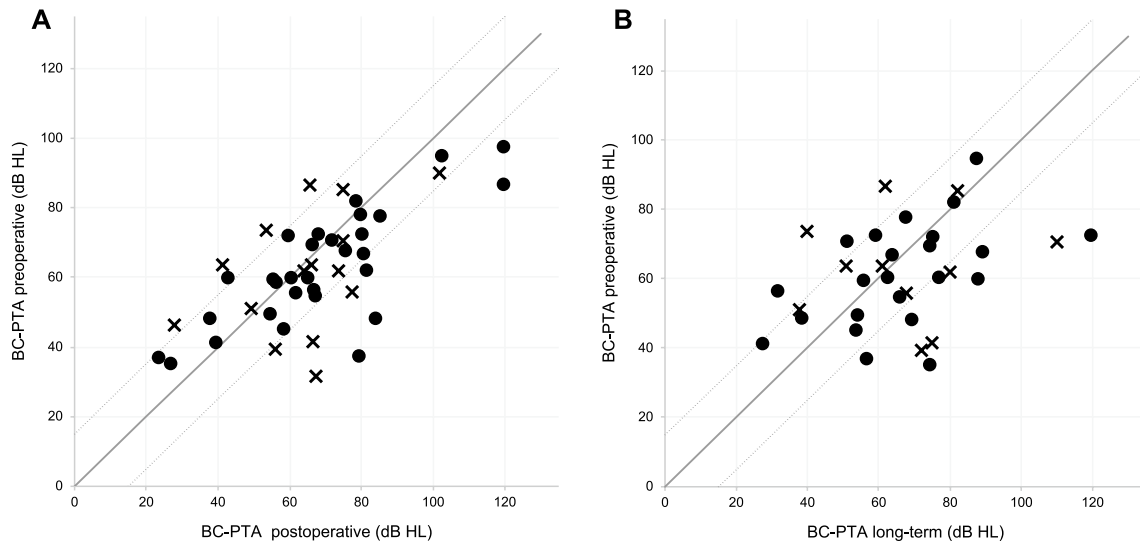 A
B
BC-PTA preoperative (dB HL)
120
100
80
60
40
20
0
0 20 40 60 80 100 120
BC-PTA postoperative (dB HL)
BC-PTA preoperative (dB HL)
120
100
80
60
40
20
0
0 20 40 60 80 100 120
BC-PTA long-term (dB HL)